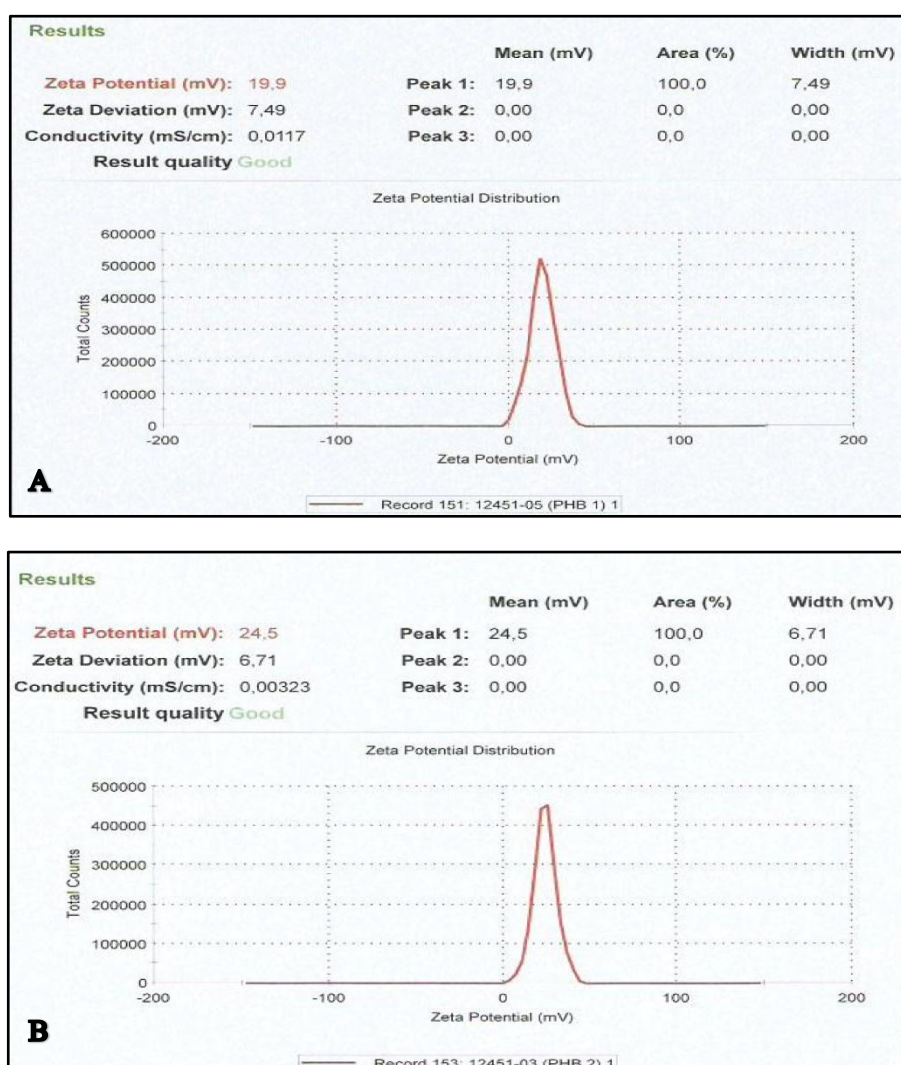 Results
Mean (mV) Area (%) Width (mV)
Zeta Potential (mV): 19,9 Peak 1: 19,9 100,0 7,49
Zeta Deviation (mV): 7,49 Peak 2: 0,00 0,0 0,00
Conductivity (mS/cm): 0,0117 Peak 3: 0,00 0,0 0,00
Result quality Good
Zeta Potential Distribution
600000
500000
400000
300000
200000
100000
0
Total Counts
-200 -100 0 100 200
Zeta Potential (mV)
A
Record 151: 12451-05 (PHB 1) 1
Results
Mean (mV) Area (%) Width (mV)
Zeta Potential (mV): 24,5 Peak 1: 24,5 100,0 6,71
Zeta Deviation (mV): 6,71 Peak 2: 0,00 0,0 0,00
Conductivity (mS/cm): 0,00323 Peak 3: 0,00 0,0 0,00
Result quality Good
Zeta Potential Distribution
500000
400000
300000
200000
100000
0
Total Counts
-200 -100 0 100 200
Zeta Potential (mV)
B
Record 153: 12451-03 (PHB 2) 1